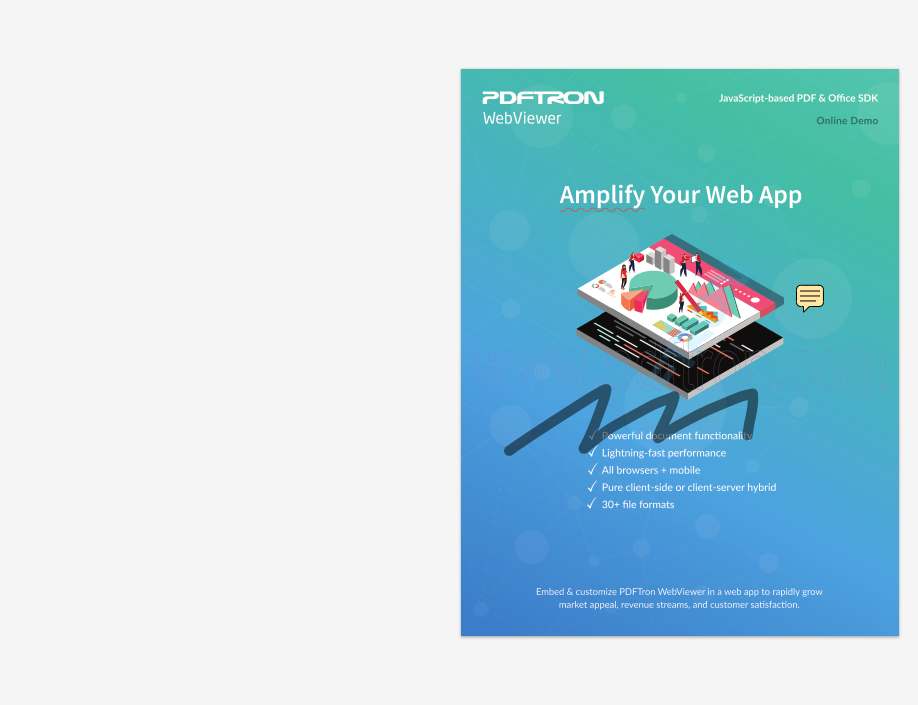 PDFTRON
JavaScript-based PDF & Office SDK
WebViewer
Online Demo
Amplify Your Web App
Powerful document functionality
Lightning-fast performance
All browsers + mobile
Pure client-side or client-server hybrid
30+ file formats
Embed & customize PDFTron WebViewer in a web app to rapidly grow
market appeal, revenue streams, and customer satisfaction.